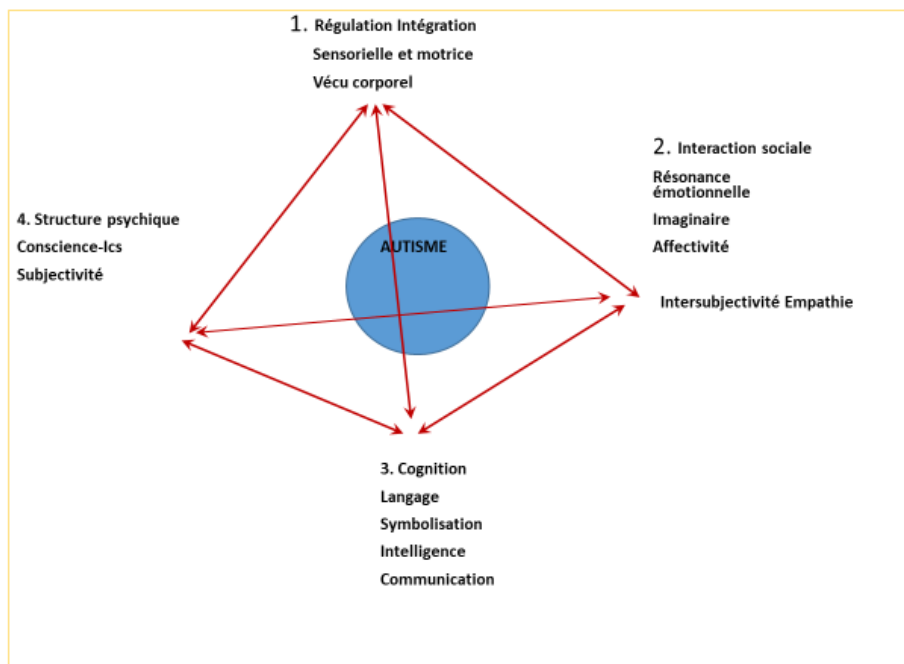 1. Régulation Intégration
Sensorielle et motrice
Vécu corporel
2. Interaction sociale
Résonance
émotionnelle
Imaginaire
Affectivité
Intersubjectivité Empathie
4. Structure psychique
Conscience-Ics
Subjectivité
AUTISME
3. Cognition
Langage
Symbolisation
Intelligence
Communication